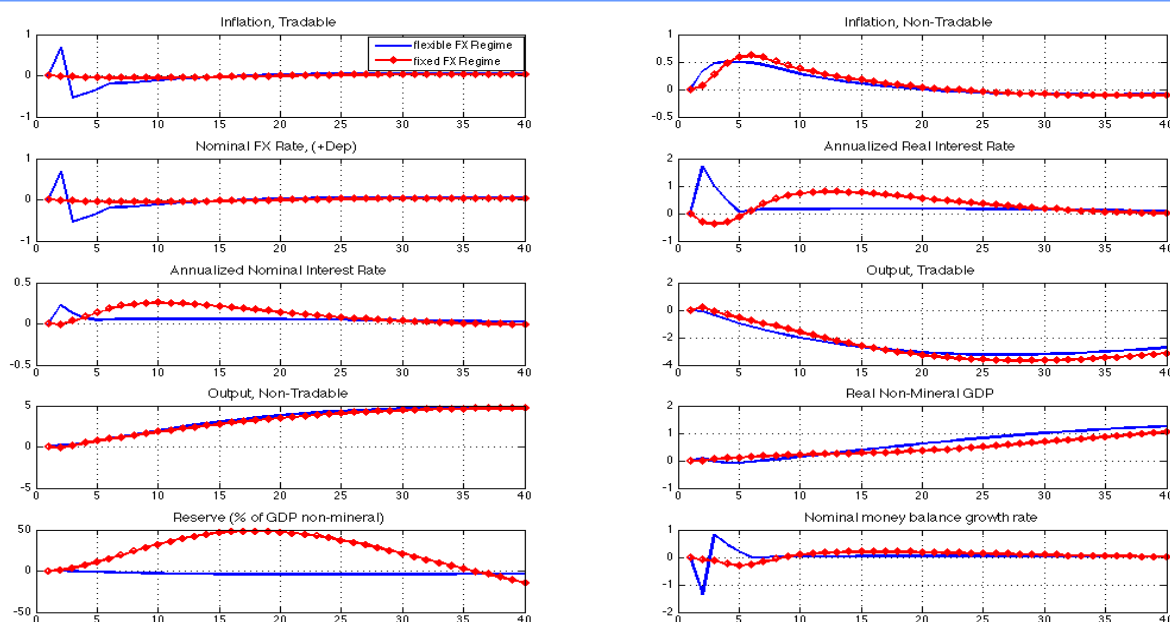 Inflation, Tradable
1
0
-1
0 5 10 15 20 25 30 35 40
flexible FX Regime
fixed FX Regime
Inflation, Non-Tradable
1
0.5
0
-0.5
0 5 10 15 20 25 30 35 40
Nominal FX Rate, (+Dep)
1
0
-1
0 5 10 15 20 25 30 35 40
Annualized Real Interest Rate
2
1
0
-1
0 5 10 15 20 25 30 35 40
Annualized Nominal Interest Rate
0.5
0
-0.5
0 5 10 15 20 25 30 35 40
Output, Tradable
2
0
-2
-4
0 5 10 15 20 25 30 35 40
Output, Non-Tradable
5
0
-5
0 5 10 15 20 25 30 35 40
Real Non-Mineral GDP
2
1
0
-1
0 5 10 15 20 25 30 35 40
Reserve (% of GDP non-mineral)
50
0
-50
0 5 10 15 20 25 30 35 40
Nominal money balance growth rate
1
0
-1
-2
0 5 10 15 20 25 30 35 40